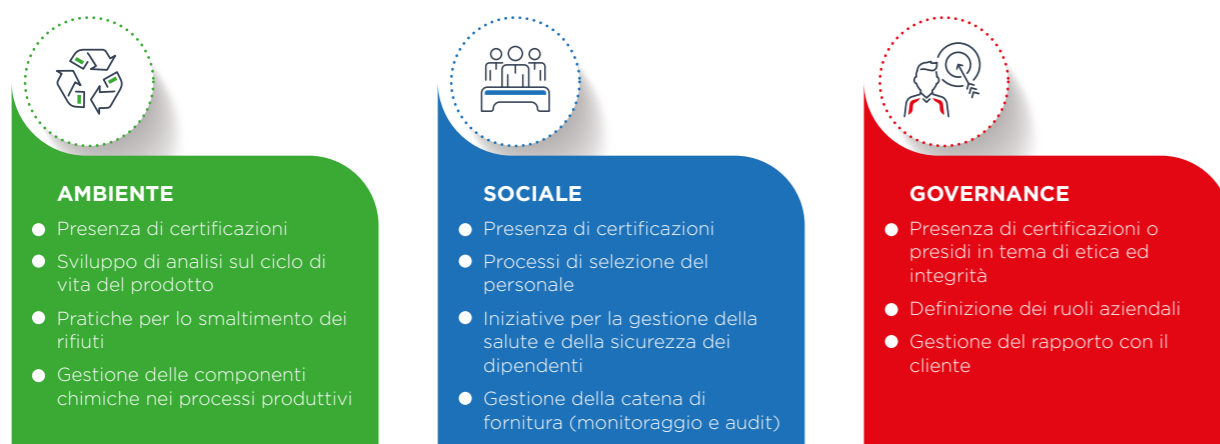 AMBIENTE
Presenza di certificazioni
Sviluppo di analisi sul ciclo di
vita del prodotto
Pratiche per lo smaltimento dei
rifiuti
Gestione delle componenti
chimiche nei processi produttivi
SOCIALE
Presenza di certificazioni
Processi di selezione del
personale
Iniziative per la gestione della
salute e della sicurezza dei
dipendenti
Gestione della catena di
fornitura (monitoraggio e audit)
GOVERNANCE
Presenza di certificazioni o
presidi in tema di etica ed
integrità
Definizione dei ruoli aziendali
Gestione del rapporto con il
cliente